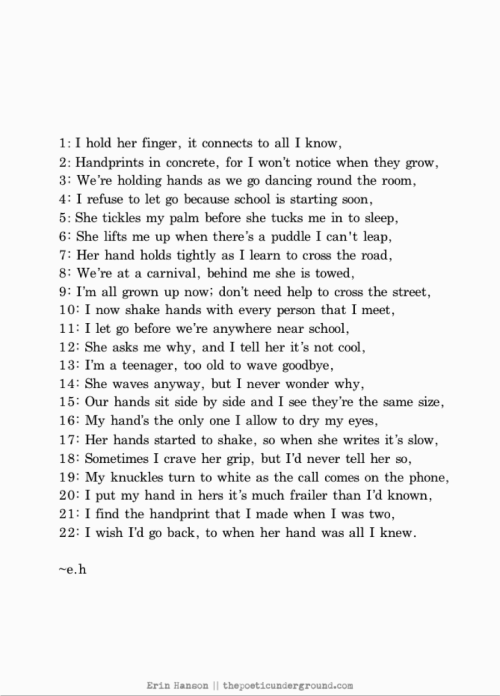 1: I hold her finger, it connects to all I know,
2: Handprints in concrete, for I won't notice when they grow,
3: We're holding hands as we go dancing round the room,
4: I refuse to let go because school is starting soon,
5: She tickles my palm before she tucks me in to sleep,
6: She lifts me up when there's a puddle I can't leap,
7: Her hand holds tightly as I learn to cross the road,
8: We're at a carnival, behind me she is towed,
9: I'm all grown up now; don't need help to cross the street,
10: I now shake hands with every person that I meet,
11: I let go before we're anywhere near school,
12: She asks me why, and I tell her it's not cool,
13: I'm a teenager, too old to wave goodbye,
14: She waves anyway, but I never wonder why,
15: Our hands sit side by side and I see they're the same size,
16: My hand's the only one I allow to dry my eyes,
17: Her hands started to shake, so when she writes it's slow,
18: Sometimes I crave her grip, but I'd never tell her so,
19: My knuckles turn to white as the call comes on the phone,
20: I put my hand in hers it's much frailer than I'd known,
21: I find the handprint that I made when I was two,
22: I wish I'd go back, to when her hand was all I knew.
~e.h
Erin Hanson || thepoeticunderground.com